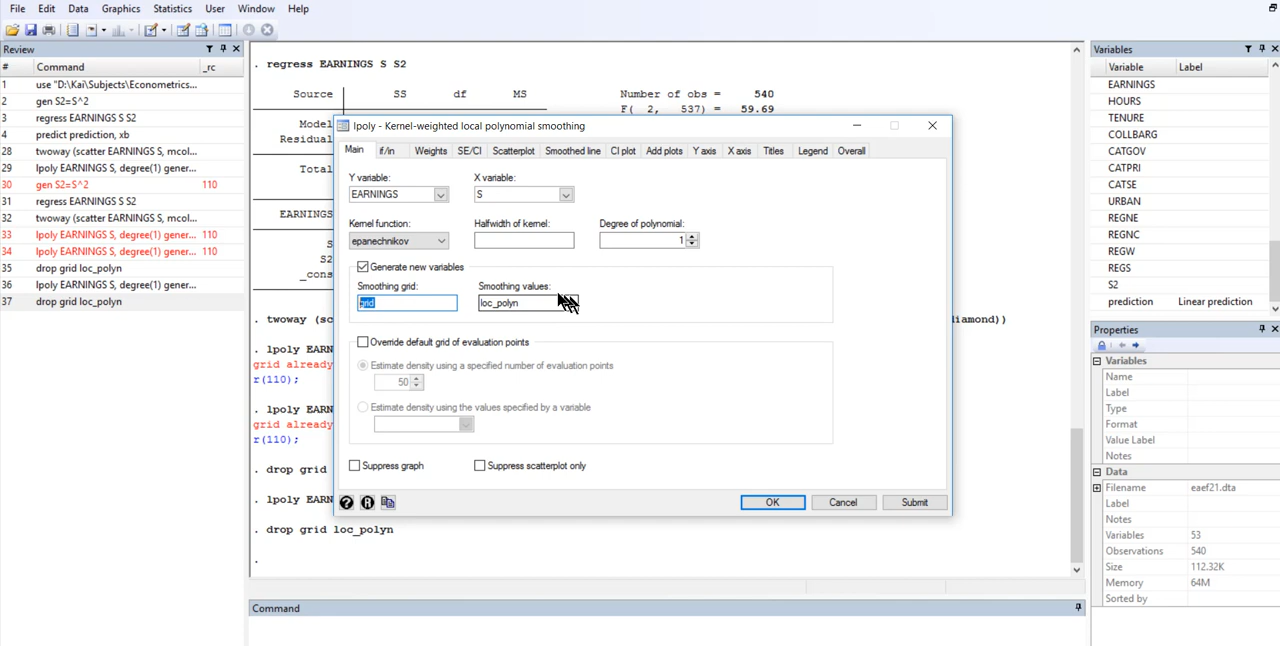 File Edit Data Graphics Statistics User Window Help
Review
# Command _rc
1 use "D:\Kai\Subjects\Econometrics...
2 gen S2=S^2
3 regress EARNINGS S S2
4 predict prediction, xb
28 twoway (scatter EARNINGS S, mcol...
29 lpoly EARNINGS S, degree(1) gener...
30 gen S2=S^2 110
31 regress EARNINGS S S2
32 twoway (scatter EARNINGS S, mcol...
33 lpoly EARNINGS S, degree(1) gener... 110
34 lpoly EARNINGS S, degree(1) gener... 110
35 drop grid loc_polyn
36 lpoly EARNINGS S, degree(1) gener...
37 drop grid loc_polyn
. regress EARNINGS S S2
Source SS df MS Number of obs = 540
F( 2, 537) = 59.69
Model
Residual
Total
EARNINGS
S
S2
_cons
. twoway (sc iamond))
. lpoly EARN
grid already
r(110);
. lpoly EARN
grid already
r(110);
. drop grid
. lpoly EARN
. drop grid loc_polyn
.
lpoly - Kernel-weighted local polynomial smoothing
Main if/in Weights SE/CI Scatterplot Smoothed line CI plot Add plots Y axis X axis Titles Legend Overall
Y variable: X variable:
EARNINGS S
Kernel function: Halfwidth of kernel: Degree of polynomial:
epanechnikov 1
Generate new variables
Smoothing grid: Smoothing values:
grid loc_polyn
Override default grid of evaluation points
Estimate density using a specified number of evaluation points
50
Estimate density using the values specified by a variable
Suppress graph Suppress scatterplot only
OK Cancel Submit
Command
Variables
Variable Label
EARNINGS
HOURS
TENURE
COLLBARG
CATGOV
CATPRI
CATSE
URBAN
REGNE
REGNC
REGW
REGS
S2
prediction Linear prediction
Properties
Variables
Name
Label
Type
Format
Value Label
Notes
Data
Filename eaef21.dta
Label
Notes
Variables 53
Observations 540
Size 112.32K
Memory 64M
Sorted by